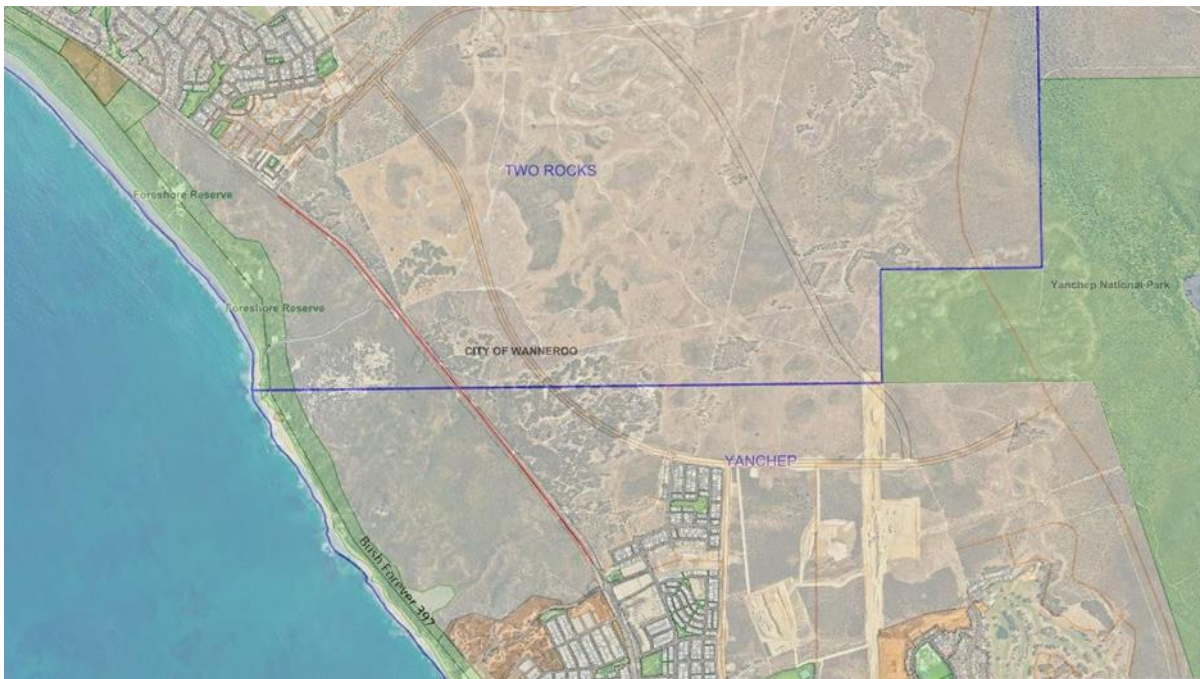 TWO ROCKS
Foreshore Reserve
Yanchep National Park
Foreshore Reserve
CITY OF WANNEROO
YANCHEP
Bush Forever 397